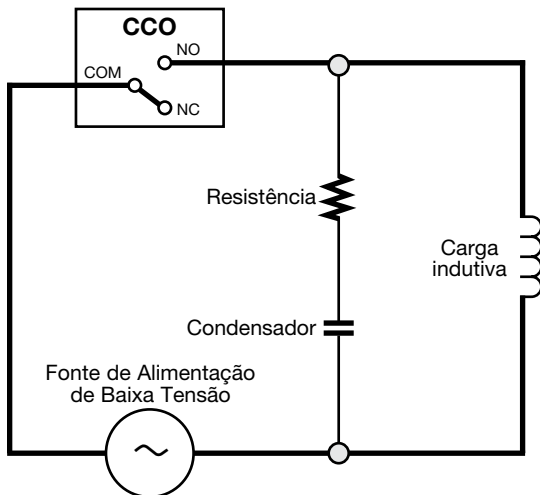 CCO
NO
COM
NC
Resistência
Carga
indutiva
Condensador
Fonte de Alimentação
de Baixa Tensão